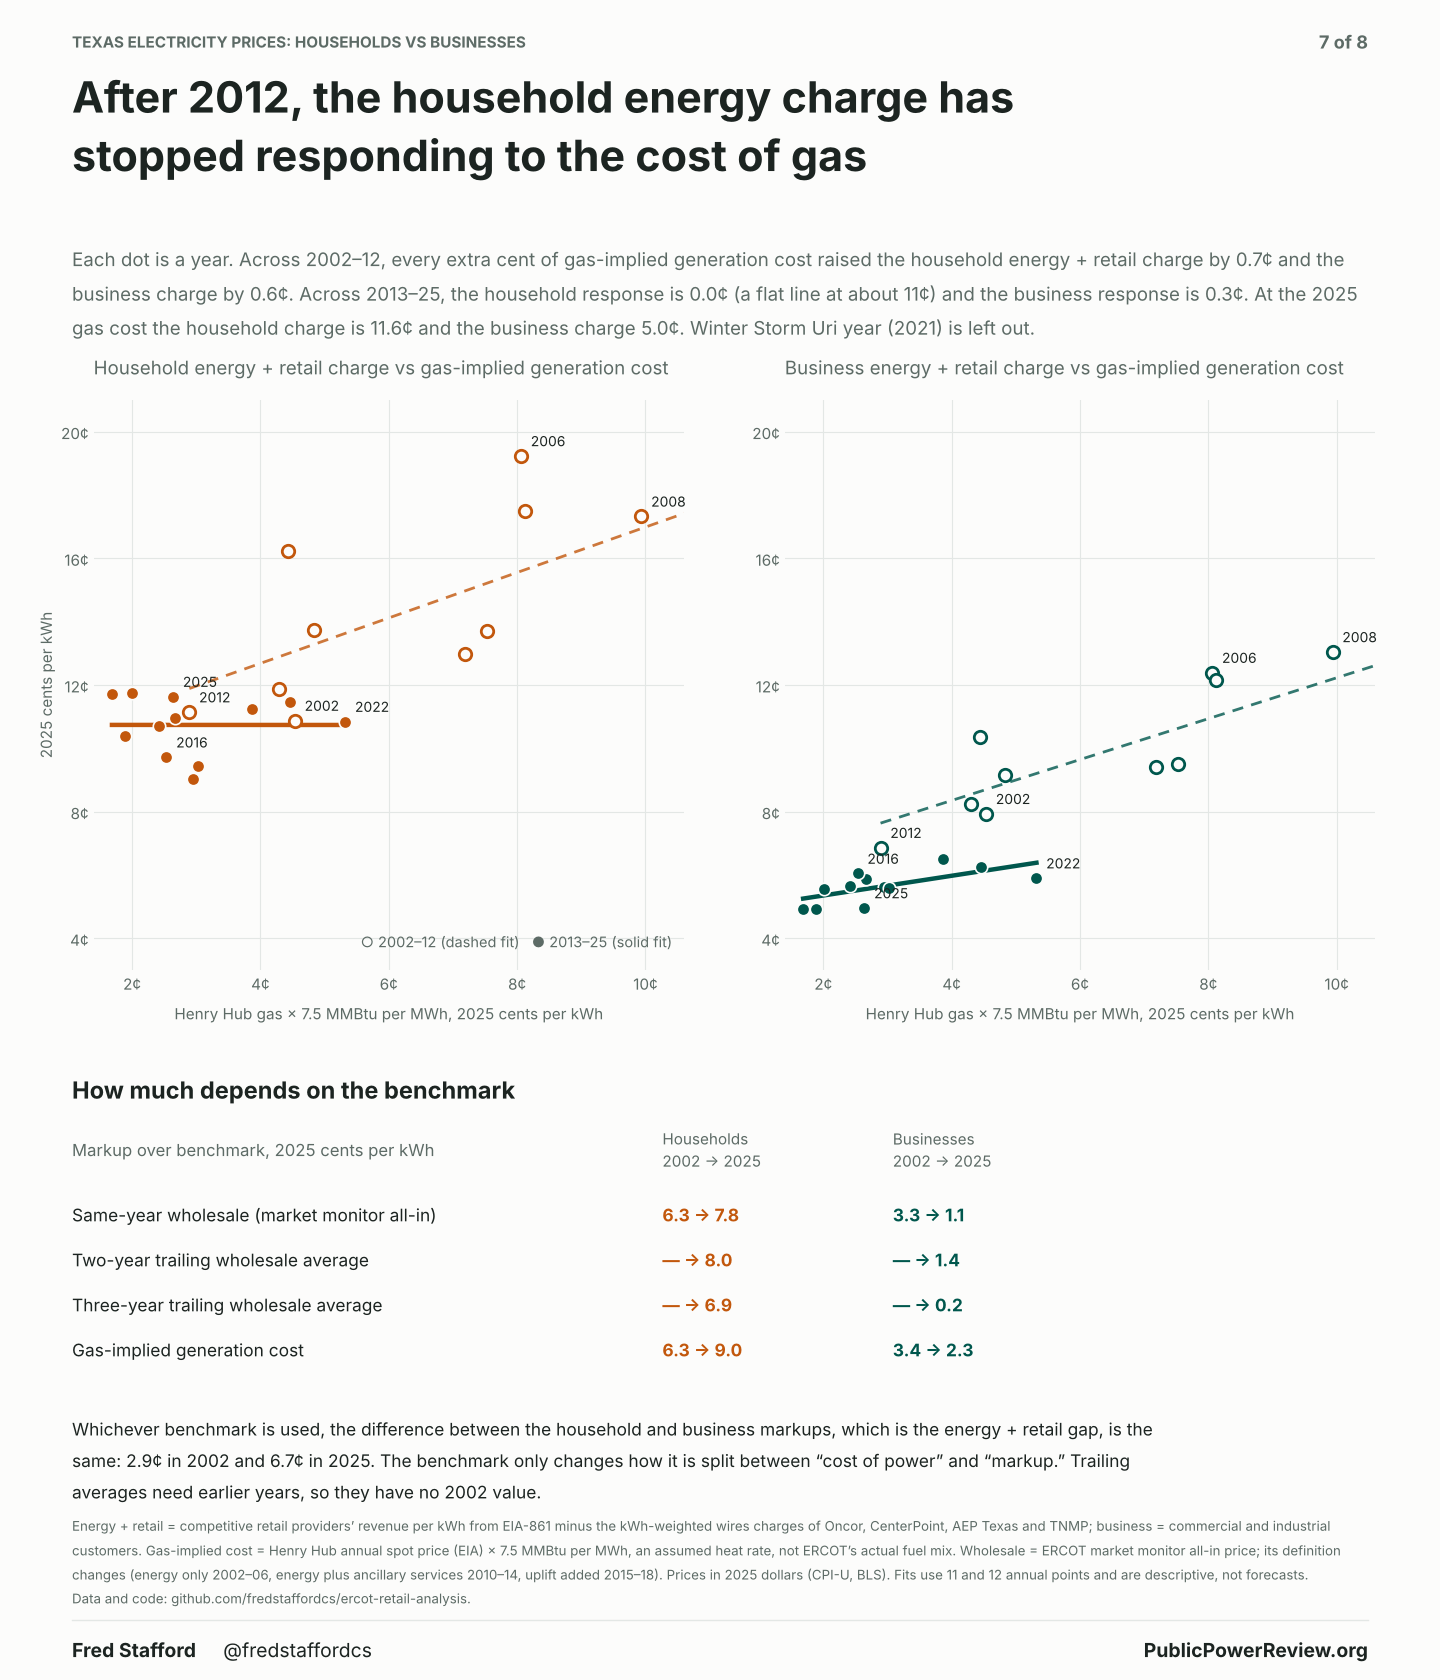 TEXAS ELECTRICITY PRICES: HOUSEHOLDS VS BUSINESSES
7 of 8
After 2012, the household energy charge has
stopped responding to the cost of gas
Each dot is a year. Across 2002–12, every extra cent of gas-implied generation cost raised the household energy + retail charge by 0.7¢ and the
business charge by 0.6¢. Across 2013–25, the household response is 0.0¢ (a flat line at about 11¢) and the business response is 0.3¢. At the 2025
gas cost the household charge is 11.6¢ and the business charge 5.0¢. Winter Storm Uri year (2021) is left out.
Household energy + retail charge vs gas-implied generation cost
2025 cents per kWh
20¢
16¢
12¢
8¢
4¢
2006
2008
2025
2012
2002
2022
2016
○ 2002–12 (dashed fit) ● 2013–25 (solid fit)
2¢ 4¢ 6¢ 8¢ 10¢
Henry Hub gas × 7.5 MMBtu per MWh, 2025 cents per kWh
Business energy + retail charge vs gas-implied generation cost
20¢
16¢
12¢
8¢
4¢
2008
2006
2002
2012
2016
2022
2025
2¢ 4¢ 6¢ 8¢ 10¢
Henry Hub gas × 7.5 MMBtu per MWh, 2025 cents per kWh
How much depends on the benchmark
Markup over benchmark, 2025 cents per kWh
Households
2002 → 2025
Businesses
2002 → 2025
Same-year wholesale (market monitor all-in) 6.3 → 7.8 3.3 → 1.1
Two-year trailing wholesale average — → 8.0 — → 1.4
Three-year trailing wholesale average — → 6.9 — → 0.2
Gas-implied generation cost 6.3 → 9.0 3.4 → 2.3
Whichever benchmark is used, the difference between the household and business markups, which is the energy + retail gap, is the
same: 2.9¢ in 2002 and 6.7¢ in 2025. The benchmark only changes how it is split between “cost of power” and “markup.” Trailing
averages need earlier years, so they have no 2002 value.
Energy + retail = competitive retail providers’ revenue per kWh from EIA-861 minus the kWh-weighted wires charges of Oncor, CenterPoint, AEP Texas and TNMP; business = commercial and industrial
customers. Gas-implied cost = Henry Hub annual spot price (EIA) × 7.5 MMBtu per MWh, an assumed heat rate, not ERCOT’s actual fuel mix. Wholesale = ERCOT market monitor all-in price; its definition
changes (energy only 2002–06, energy plus ancillary services 2010–14, uplift added 2015–18). Prices in 2025 dollars (CPI-U, BLS). Fits use 11 and 12 annual points and are descriptive, not forecasts.
Data and code: github.com/fredstaffordcs/ercot-retail-analysis.
Fred Stafford @fredstaffordcs
PublicPowerReview.org